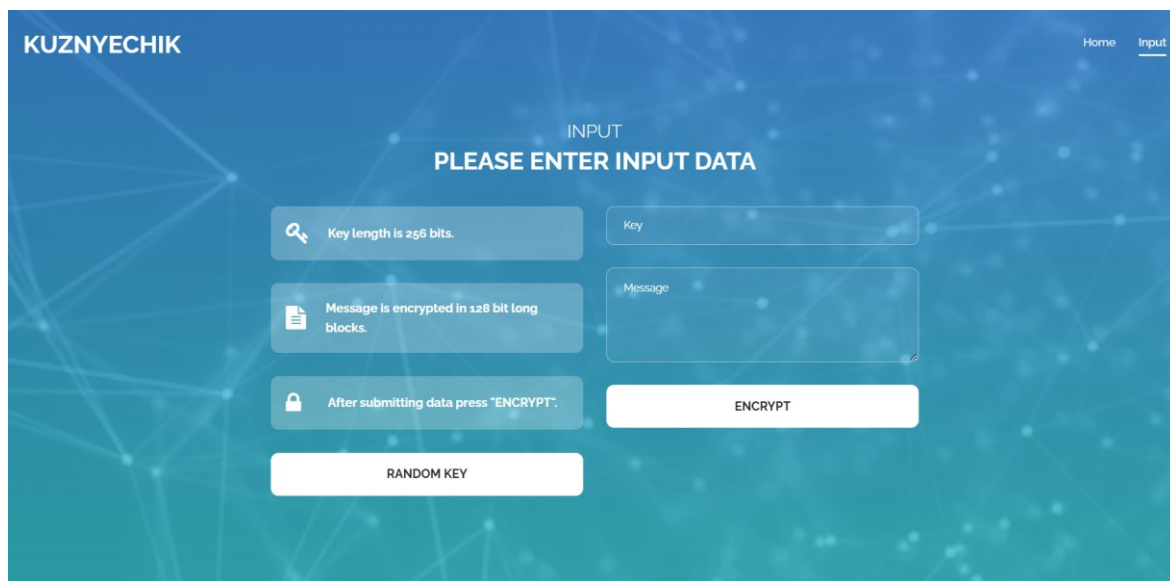 KUZNYECHIK
Home Input
INPUT
PLEASE ENTER INPUT DATA
Key length is 256 bits.
Key
Message is encrypted in 128 bit long
blocks.
Message
After submitting data press "ENCRYPT".
ENCRYPT
RANDOM KEY